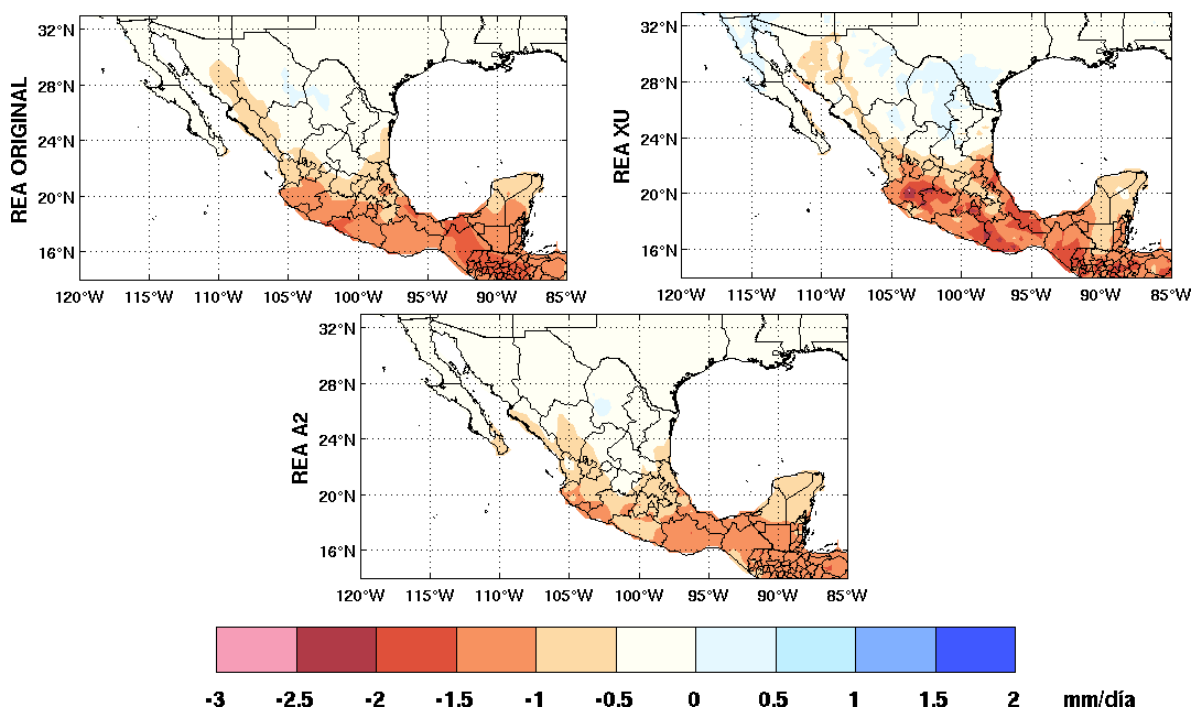 REA ORIGINAL
32°N
28°N
24°N
20°N
16°N
120°W 115°W 110°W 105°W 100°W 95°W 90°W 85°W
REA XU
32°N
28°N
24°N
20°N
16°N
120°W 115°W 110°W 105°W 100°W 95°W 90°W 85°W
REA A2
32°N
28°N
24°N
20°N
16°N
120°W 115°W 110°W 105°W 100°W 95°W 90°W 85°W
-3 -2.5 -2 -1.5 -1 -0.5 0 0.5 1 1.5 2 mm/día